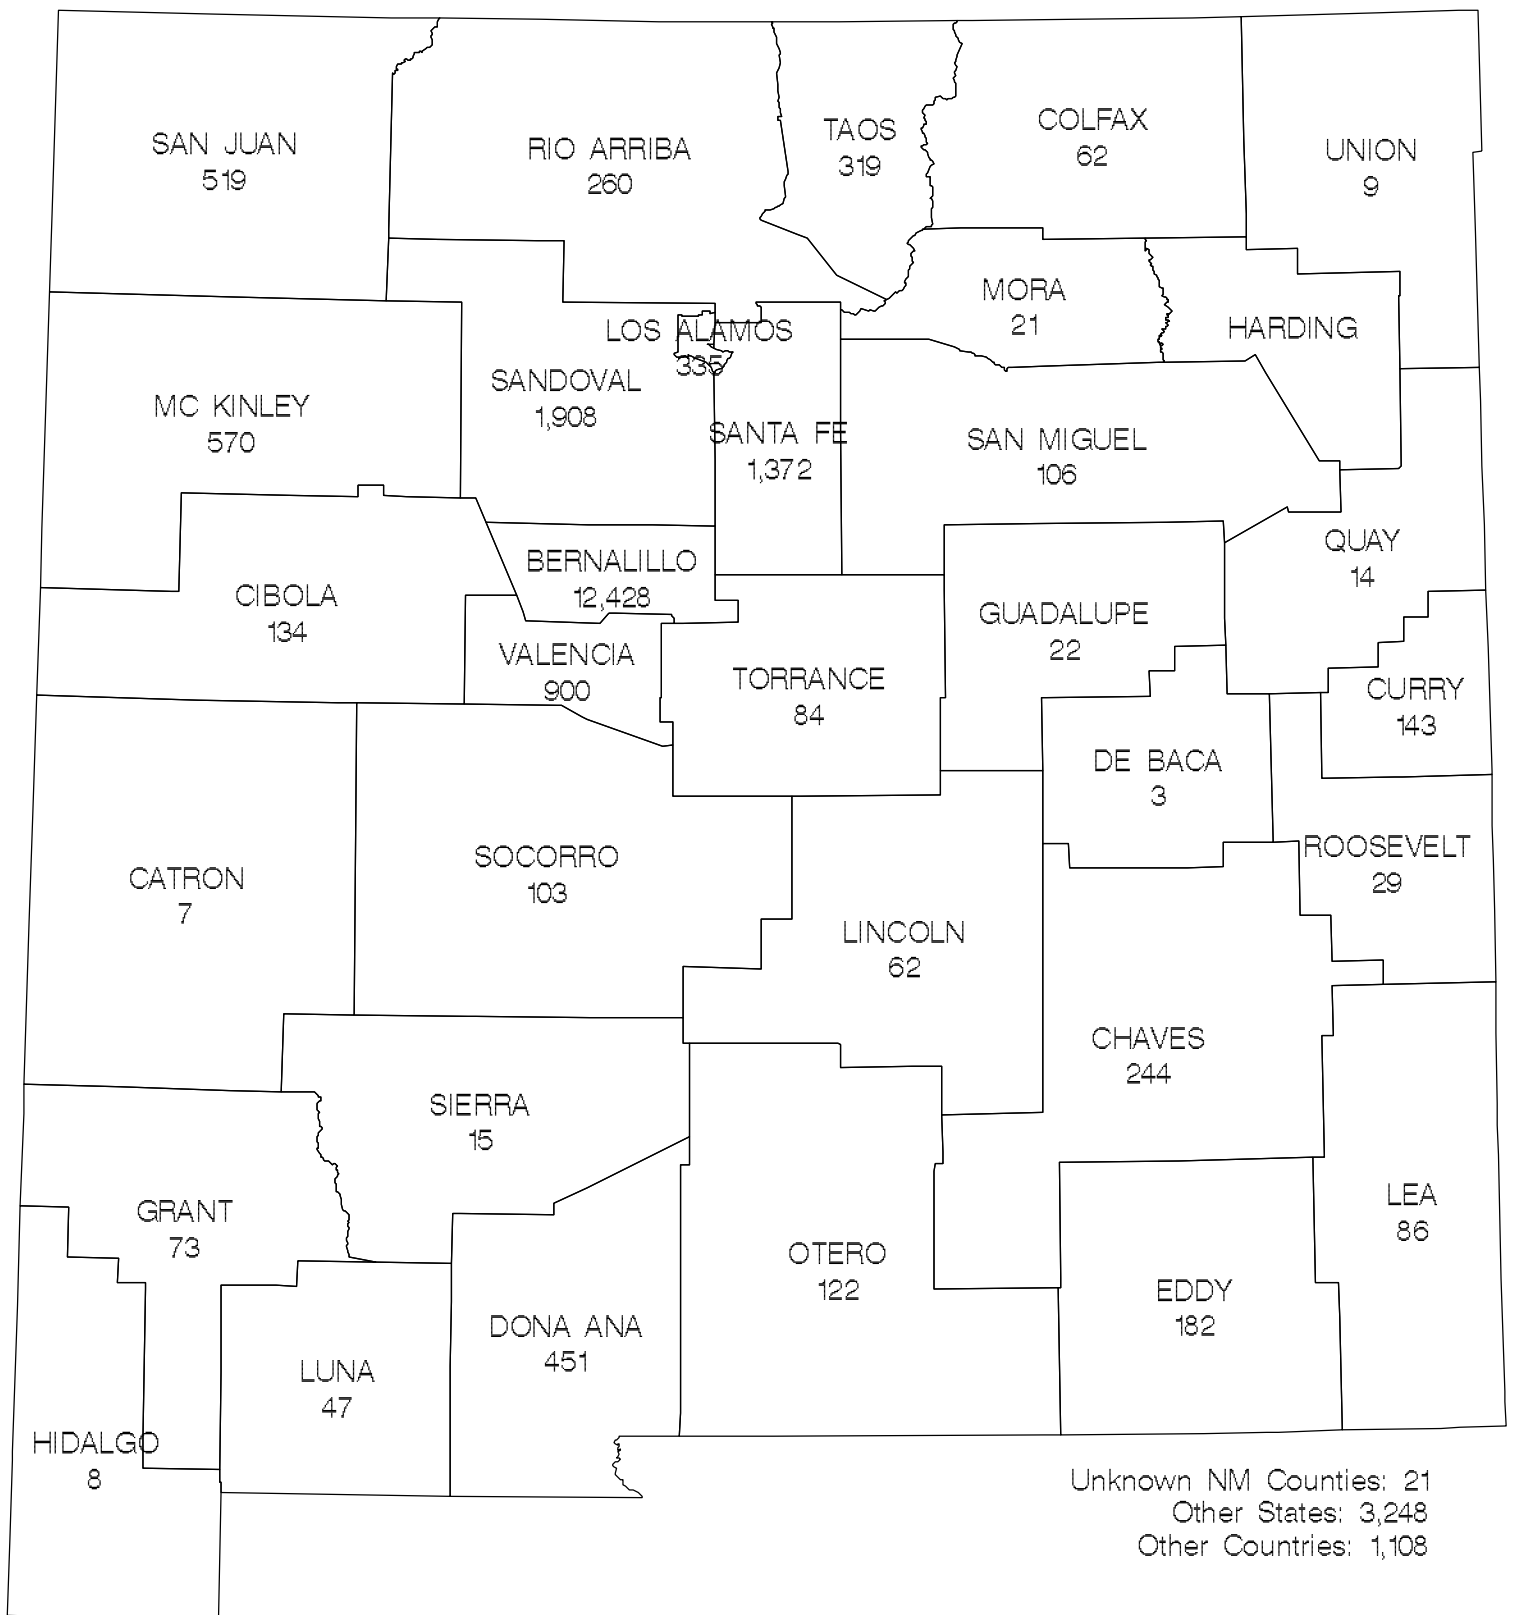 SAN JUAN
519
RIO ARRIBA
260
TAOS
319
COLFAX
62
UNION
9
MORA
21
HARDING
LOS ALAMOS
335
SANDOVAL
1,908
MC KINLEY
570
SANTA FE
1,372
SAN MIGUEL
106
QUAY
14
BERNALILLO
12,428
CIBOLA
134
GUADALUPE
22
VALENCIA
900
TORRANCE
84
CURRY
143
DE BACA
3
ROOSEVELT
29
SOCORRO
103
CATRON
7
LINCOLN
62
CHAVES
244
SIERRA
15
LEA
86
GRANT
73
OTERO
122
EDDY
182
DONA ANA
451
LUNA
47
HIDALGO
8
Unknown NM Counties: 21
Other States: 3,248
Other Countries: 1,108